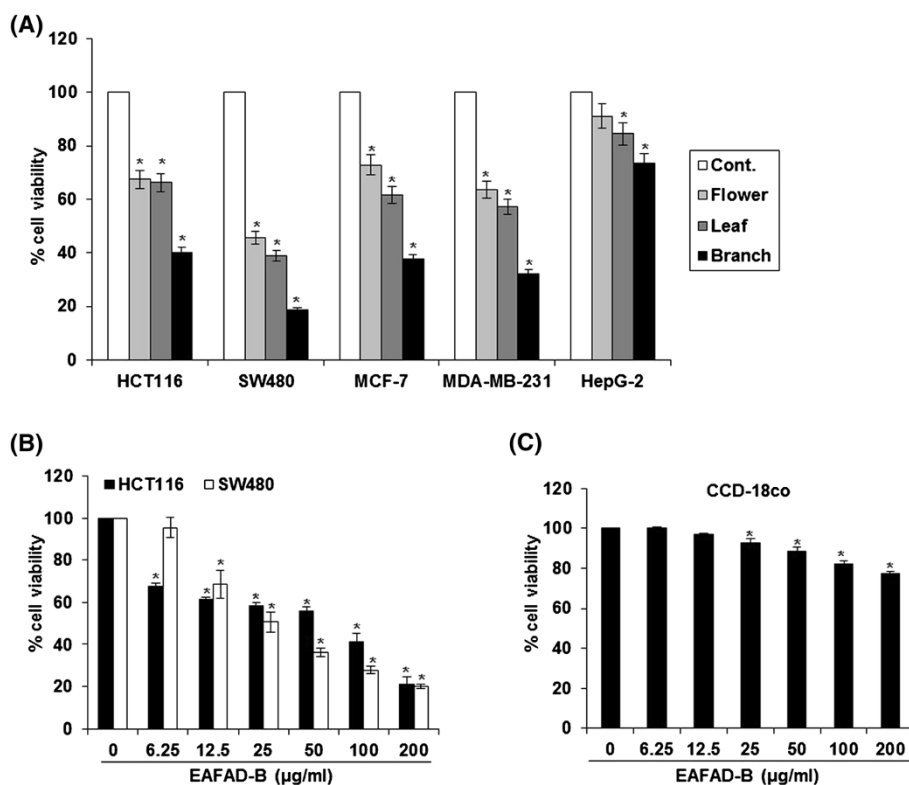 (A)
120
100
80
60
40
20
0
% cell viability
* * *
* * *
* * *
* * *
* *
HCT116 SW480 MCF-7 MDA-MB-231 HepG-2
Cont.
Flower
Leaf
Branch
(B)
120
100
80
60
40
20
0
% cell viability
HCT116 SW480
* * * * * * * * * * *
0 6.25 12.5 25 50 100 200
EAFAD-B (µg/ml)
(C)
120
100
80
60
40
20
0
% cell viability
CCD-18co
* * * *
0 6.25 12.5 25 50 100 200
EAFAD-B (µg/ml)